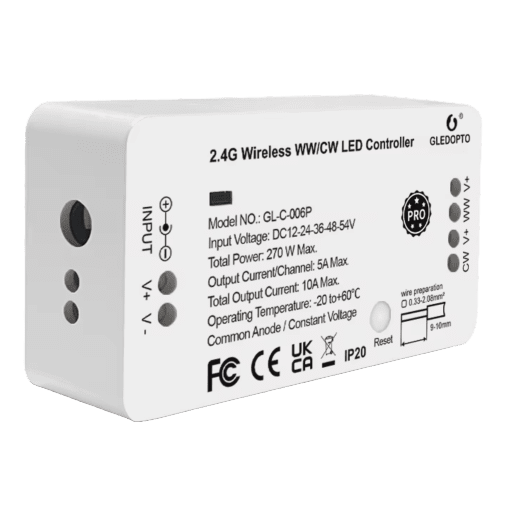 GLEDOPTO
2.4G Wireless WW/CW LED Controller
Model NO.: GL-C-006P
Input Voltage: DC12-24-36-48-54V
Total Power: 270 W Max.
Output Current/Channel: 5A Max.
Total Output Current: 10A Max.
Operating Temperature: -20 to+60℃
Common Anode / Constant Voltage
FC CE UK CA IP20
PRO
wire preparation
0.33-2.08mm²
9-10mm
Reset
INPUT
V+
V-
V+
WW
V+
CW